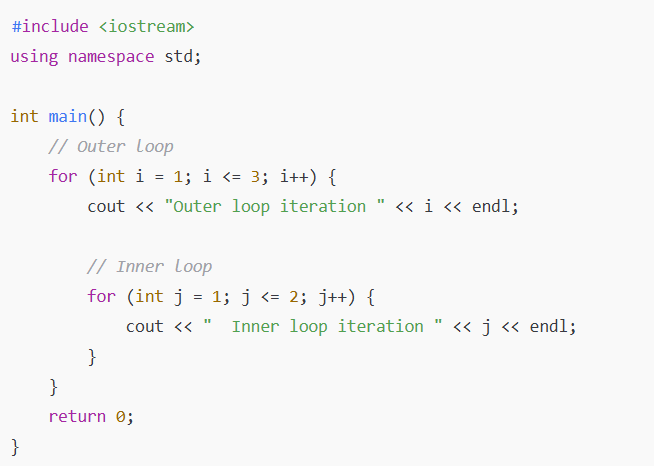 #include <iostream>
using namespace std;
int main() {
    // Outer loop
    for (int i = 1; i <= 3; i++) {
        cout << "Outer loop iteration " << i << endl;
        // Inner loop
        for (int j = 1; j <= 2; j++) {
            cout << "  Inner loop iteration " << j << endl;
        }
    }
    return 0;
}